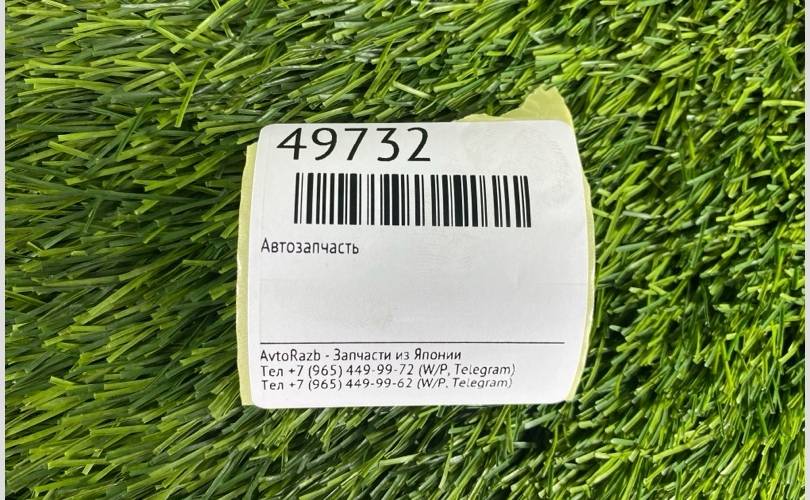 49732
Автозапчасть
AvtoRazb - Запчасти из Японии
Тел +7 (965) 449-99-72 (W/P, Telegram)
Тел +7 (965) 449-99-62 (W/P, Telegram)